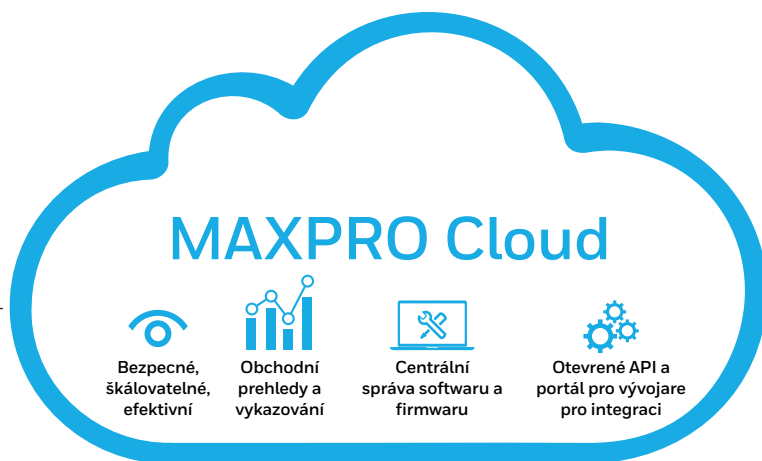 MAXPRO Cloud
Bezpecné,
škálovatelné,
efektivní
Obchodní
prehledy a
vykazování
Centrální
správa softwaru a
firmwaru
Otevrené API a
portál pro vývojare
pro integraci